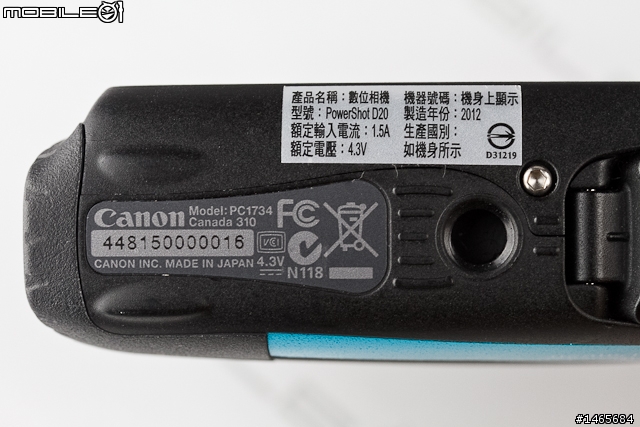 MOBILE01
產品名稱：數位相機 機器號碼：機身上顯示
型號：PowerShot D20 製造年份：2012
額定輸入電流：1.5A 生產國別：
額定電壓：4.3V 如機身所示
D31219
Canon Model: PC1734
Canada 310
FC
448150000016 VCI
CANON INC. MADE IN JAPAN 4.3V
N118
#1465684